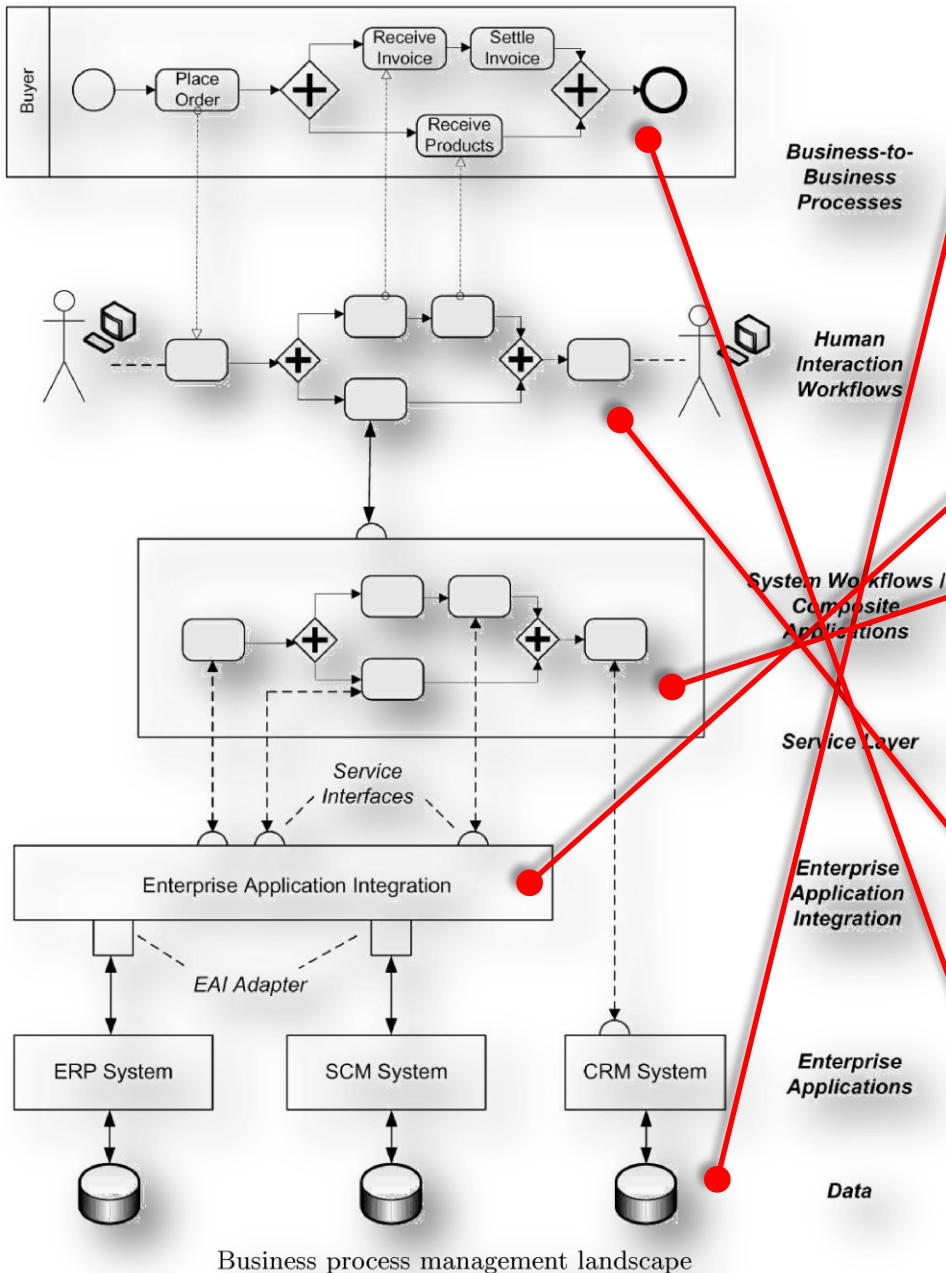 Buyer
Place
Order
Receive
Invoice
Settle
Invoice
Receive
Products
Business-to-
Business
Processes
Human
Interaction
Workflows
System Workflows /
Composite
Applications
Service Layer
Service
Interfaces
Enterprise Application Integration
Enterprise
Application
Integration
EAI Adapter
ERP System
SCM System
CRM System
Enterprise
Applications
Data
Business process management landscape